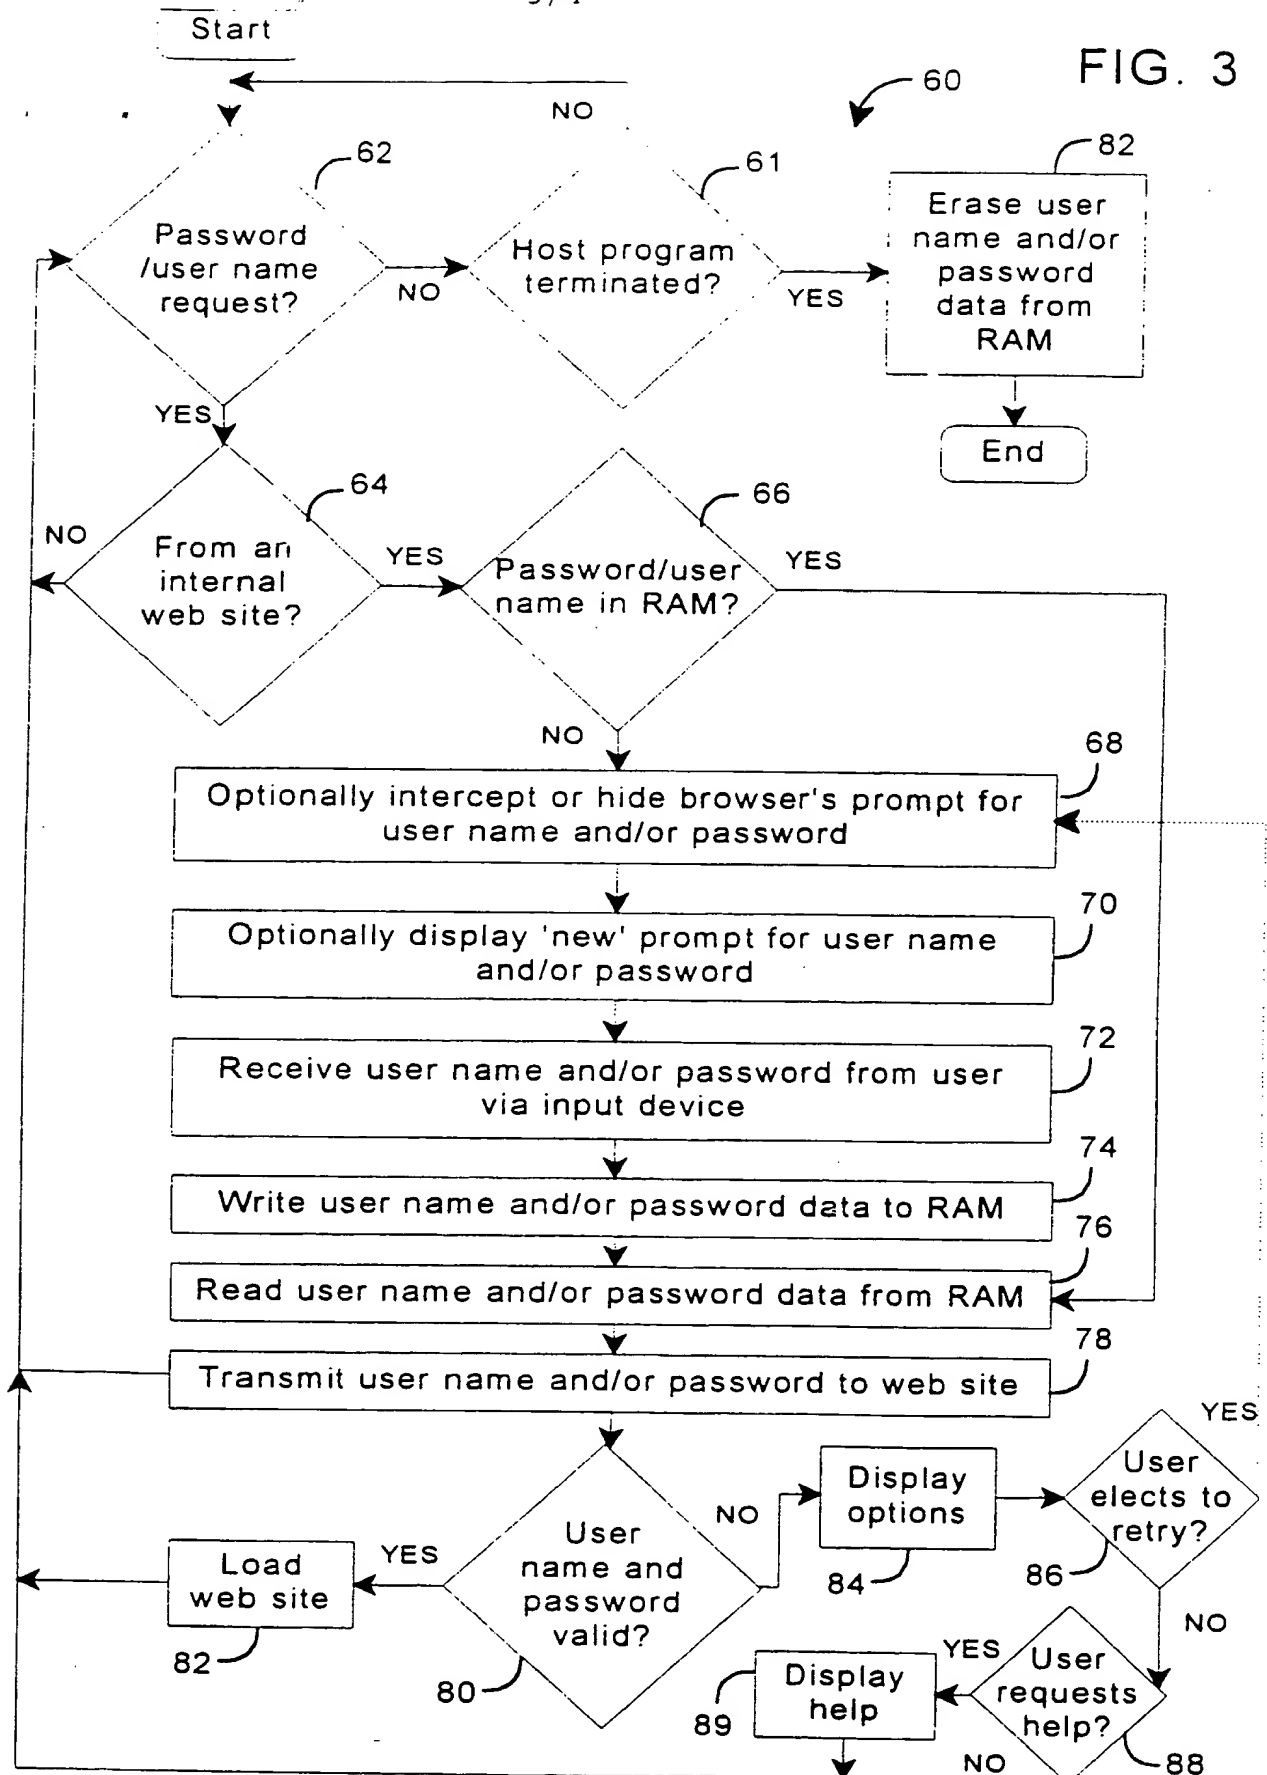 Start
FIG. 3
60
NO
62
61
82
Password
/user name
request?
NO
Host program
terminated?
YES
Erase user
name and/or
password
data from
RAM
YES
End
64
66
NO
From an
internal
web site?
YES
Password/user
name in RAM?
YES
NO
68
Optionally intercept or hide browser's prompt for
user name and/or password
70
Optionally display 'new' prompt for user name
and/or password
72
Receive user name and/or password from user
via input device
74
Write user name and/or password data to RAM
76
Read user name and/or password data from RAM
78
Transmit user name and/or password to web site
YES
Display
options
84
User
elects to
retry?
86
NO
NO
User
name and
password
valid?
80
YES
Load
web site
82
YES
Display
help
89
User
requests
help?
88
NO